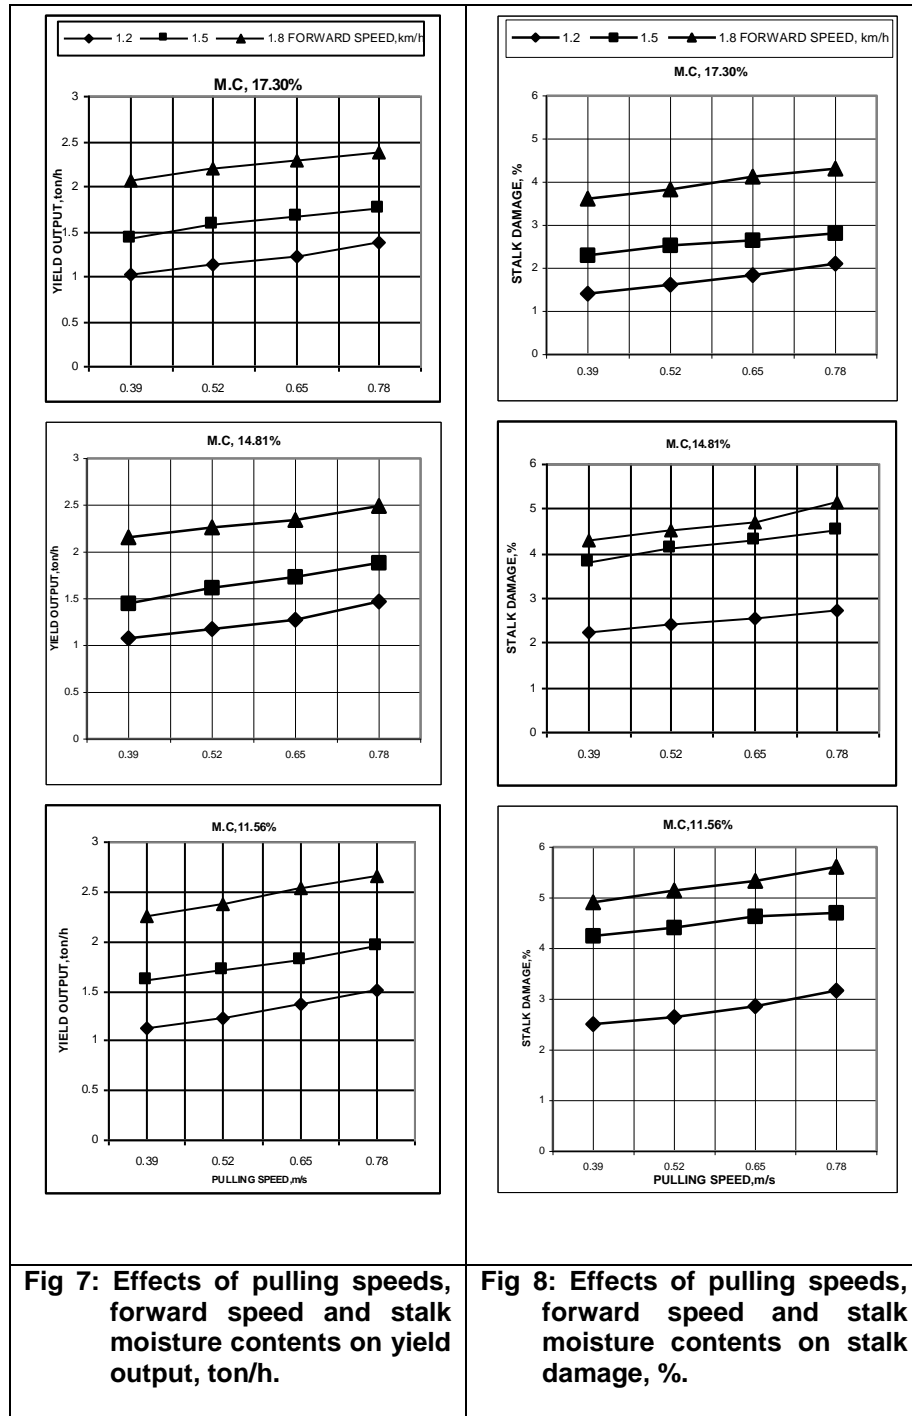 1.2 1.5 1.8 FORWARD SPEED,km/h
M.C, 17.30%
3
2.5
2
1.5
1
0.5
0
YIELD OUTPUT,ton/h
0.39 0.52 0.65 0.78
M.C, 14.81%
3
2.5
2
1.5
1
0.5
0
YIELD OUTPUT,ton/h
0.39 0.52 0.65 0.78
M.C,11.56%
3
2.5
2
1.5
1
0.5
0
YIELD OUTPUT,ton/h
0.39 0.52 0.65 0.78
PULLING SPEED,m/s
Fig 7: Effects of pulling speeds,
forward speed and stalk
moisture contents on yield
output, ton/h.
1.2 1.5 1.8 FORWARD SPEED, km/h
M.C, 17.30%
6
5
4
3
2
1
0
STALK DAMAGE, %
0.39 0.52 0.65 0.78
M.C,14.81%
6
5
4
3
2
1
0
STALK DAMAGE,%
0.39 0.52 0.65 0.78
M.C,11.56%
6
5
4
3
2
1
0
STALK DAMAGE,%
0.39 0.52 0.65 0.78
PULLING SPEED,m/s
Fig 8: Effects of pulling speeds,
forward speed and stalk
moisture contents on stalk
damage, %.